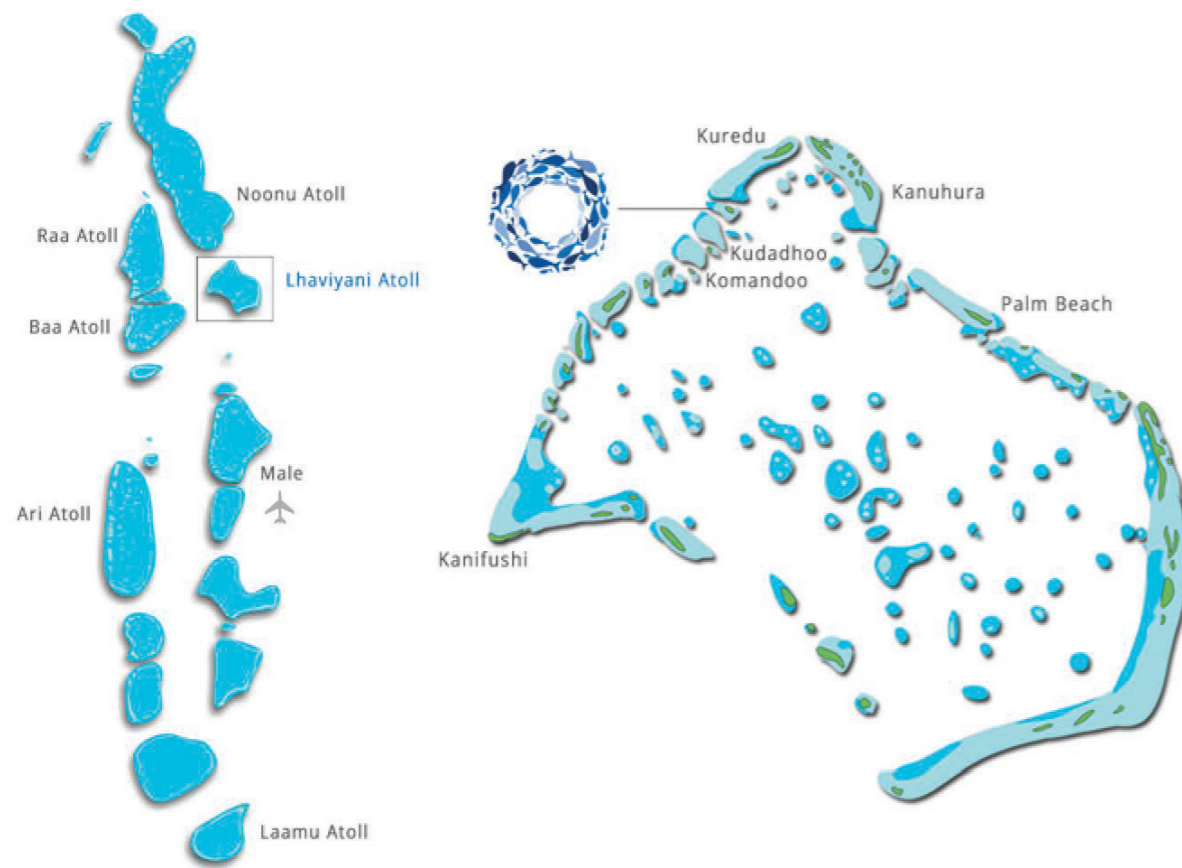 Noonu Atoll
Raa Atoll
Lhaviyani Atoll
Baa Atoll
Male
Ari Atoll
Laamu Atoll
Kuredu
Kanuhura
Kudadhoo
Komandoo
Palm Beach
Kanifushi